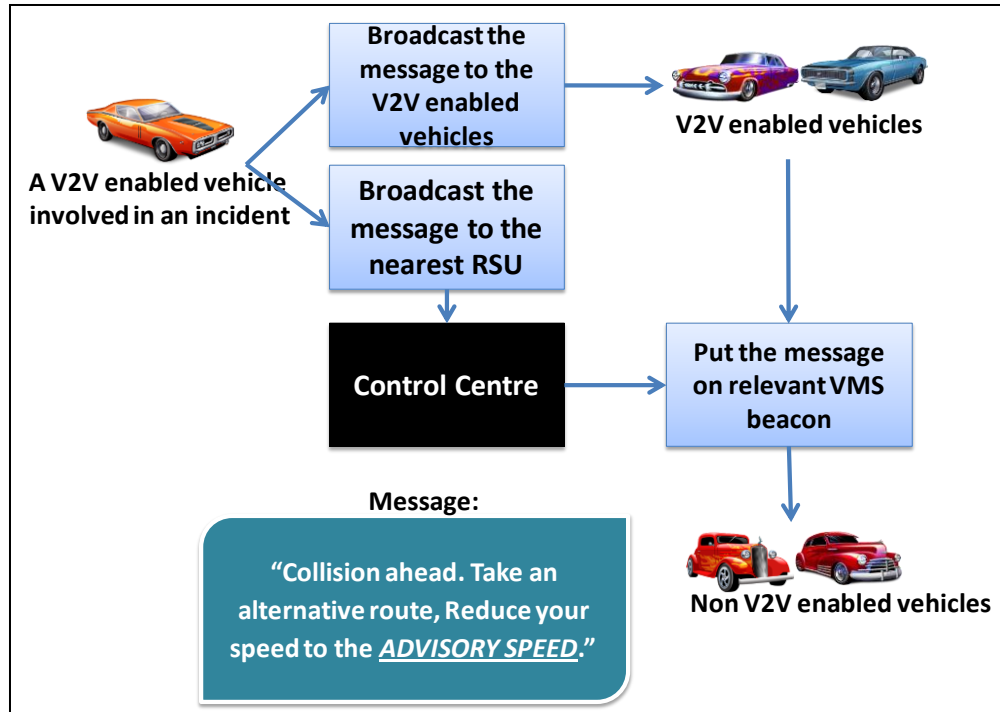 Broadcast the
message to the
V2V enabled
vehicles
V2V enabled vehicles
A V2V enabled vehicle
involved in an incident
Broadcast the
message to the
nearest RSU
Control Centre
Put the message
on relevant VMS
beacon
Message:
“Collision ahead. Take an
alternative route, Reduce your
speed to the ADVISORY SPEED.”
Non V2V enabled vehicles